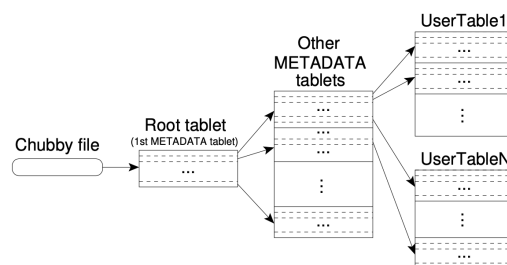 UserTable1
Other
METADATA
tablets
...
...
...
...
...
Root tablet
(1st METADATA tablet)
...
Chubby file
⋮
⋮
...
UserTableN
...
⋮
...